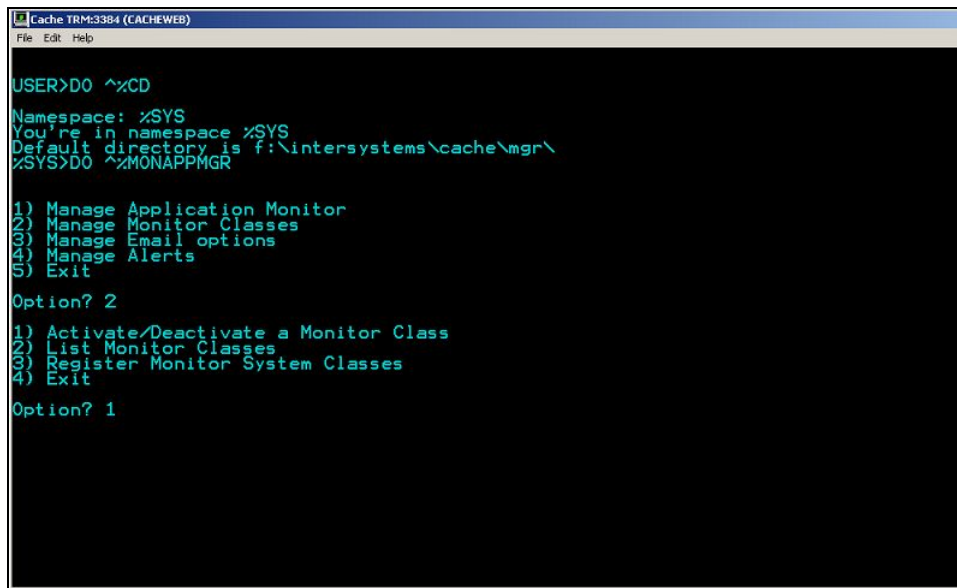 Cache TRM:3384 (CACHEWEB)
File Edit Help
USER>DO ^%CD
Namespace: %SYS
You're in namespace %SYS
Default directory is f:\intersystems\cache\mgr\
%SYS>DO ^%MONAPPMGR
1) Manage Application Monitor
2) Manage Monitor Classes
3) Manage Email options
4) Manage Alerts
5) Exit
Option? 2
1) Activate/Deactivate a Monitor Class
2) List Monitor Classes
3) Register Monitor System Classes
4) Exit
Option? 1